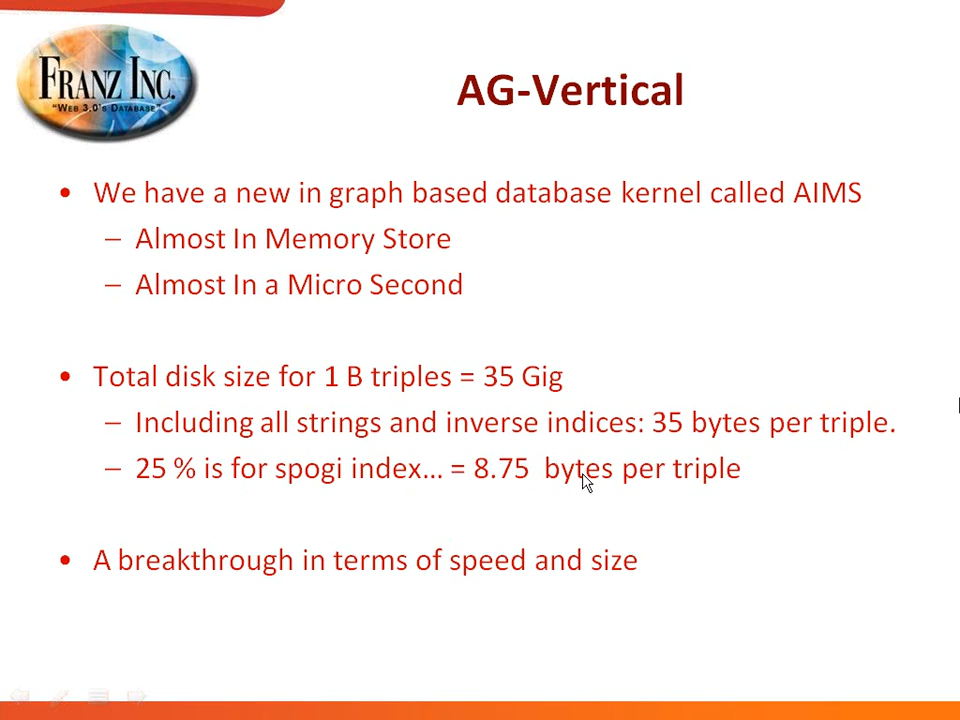 FRANZ INC.
"WEB 3.0'S DATABASE"
AG-Vertical
• We have a new in graph based database kernel called AIMS
– Almost In Memory Store
– Almost In a Micro Second
• Total disk size for 1 B triples = 35 Gig
– Including all strings and inverse indices: 35 bytes per triple.
– 25 % is for spogi index... = 8.75 bytes per triple
• A breakthrough in terms of speed and size